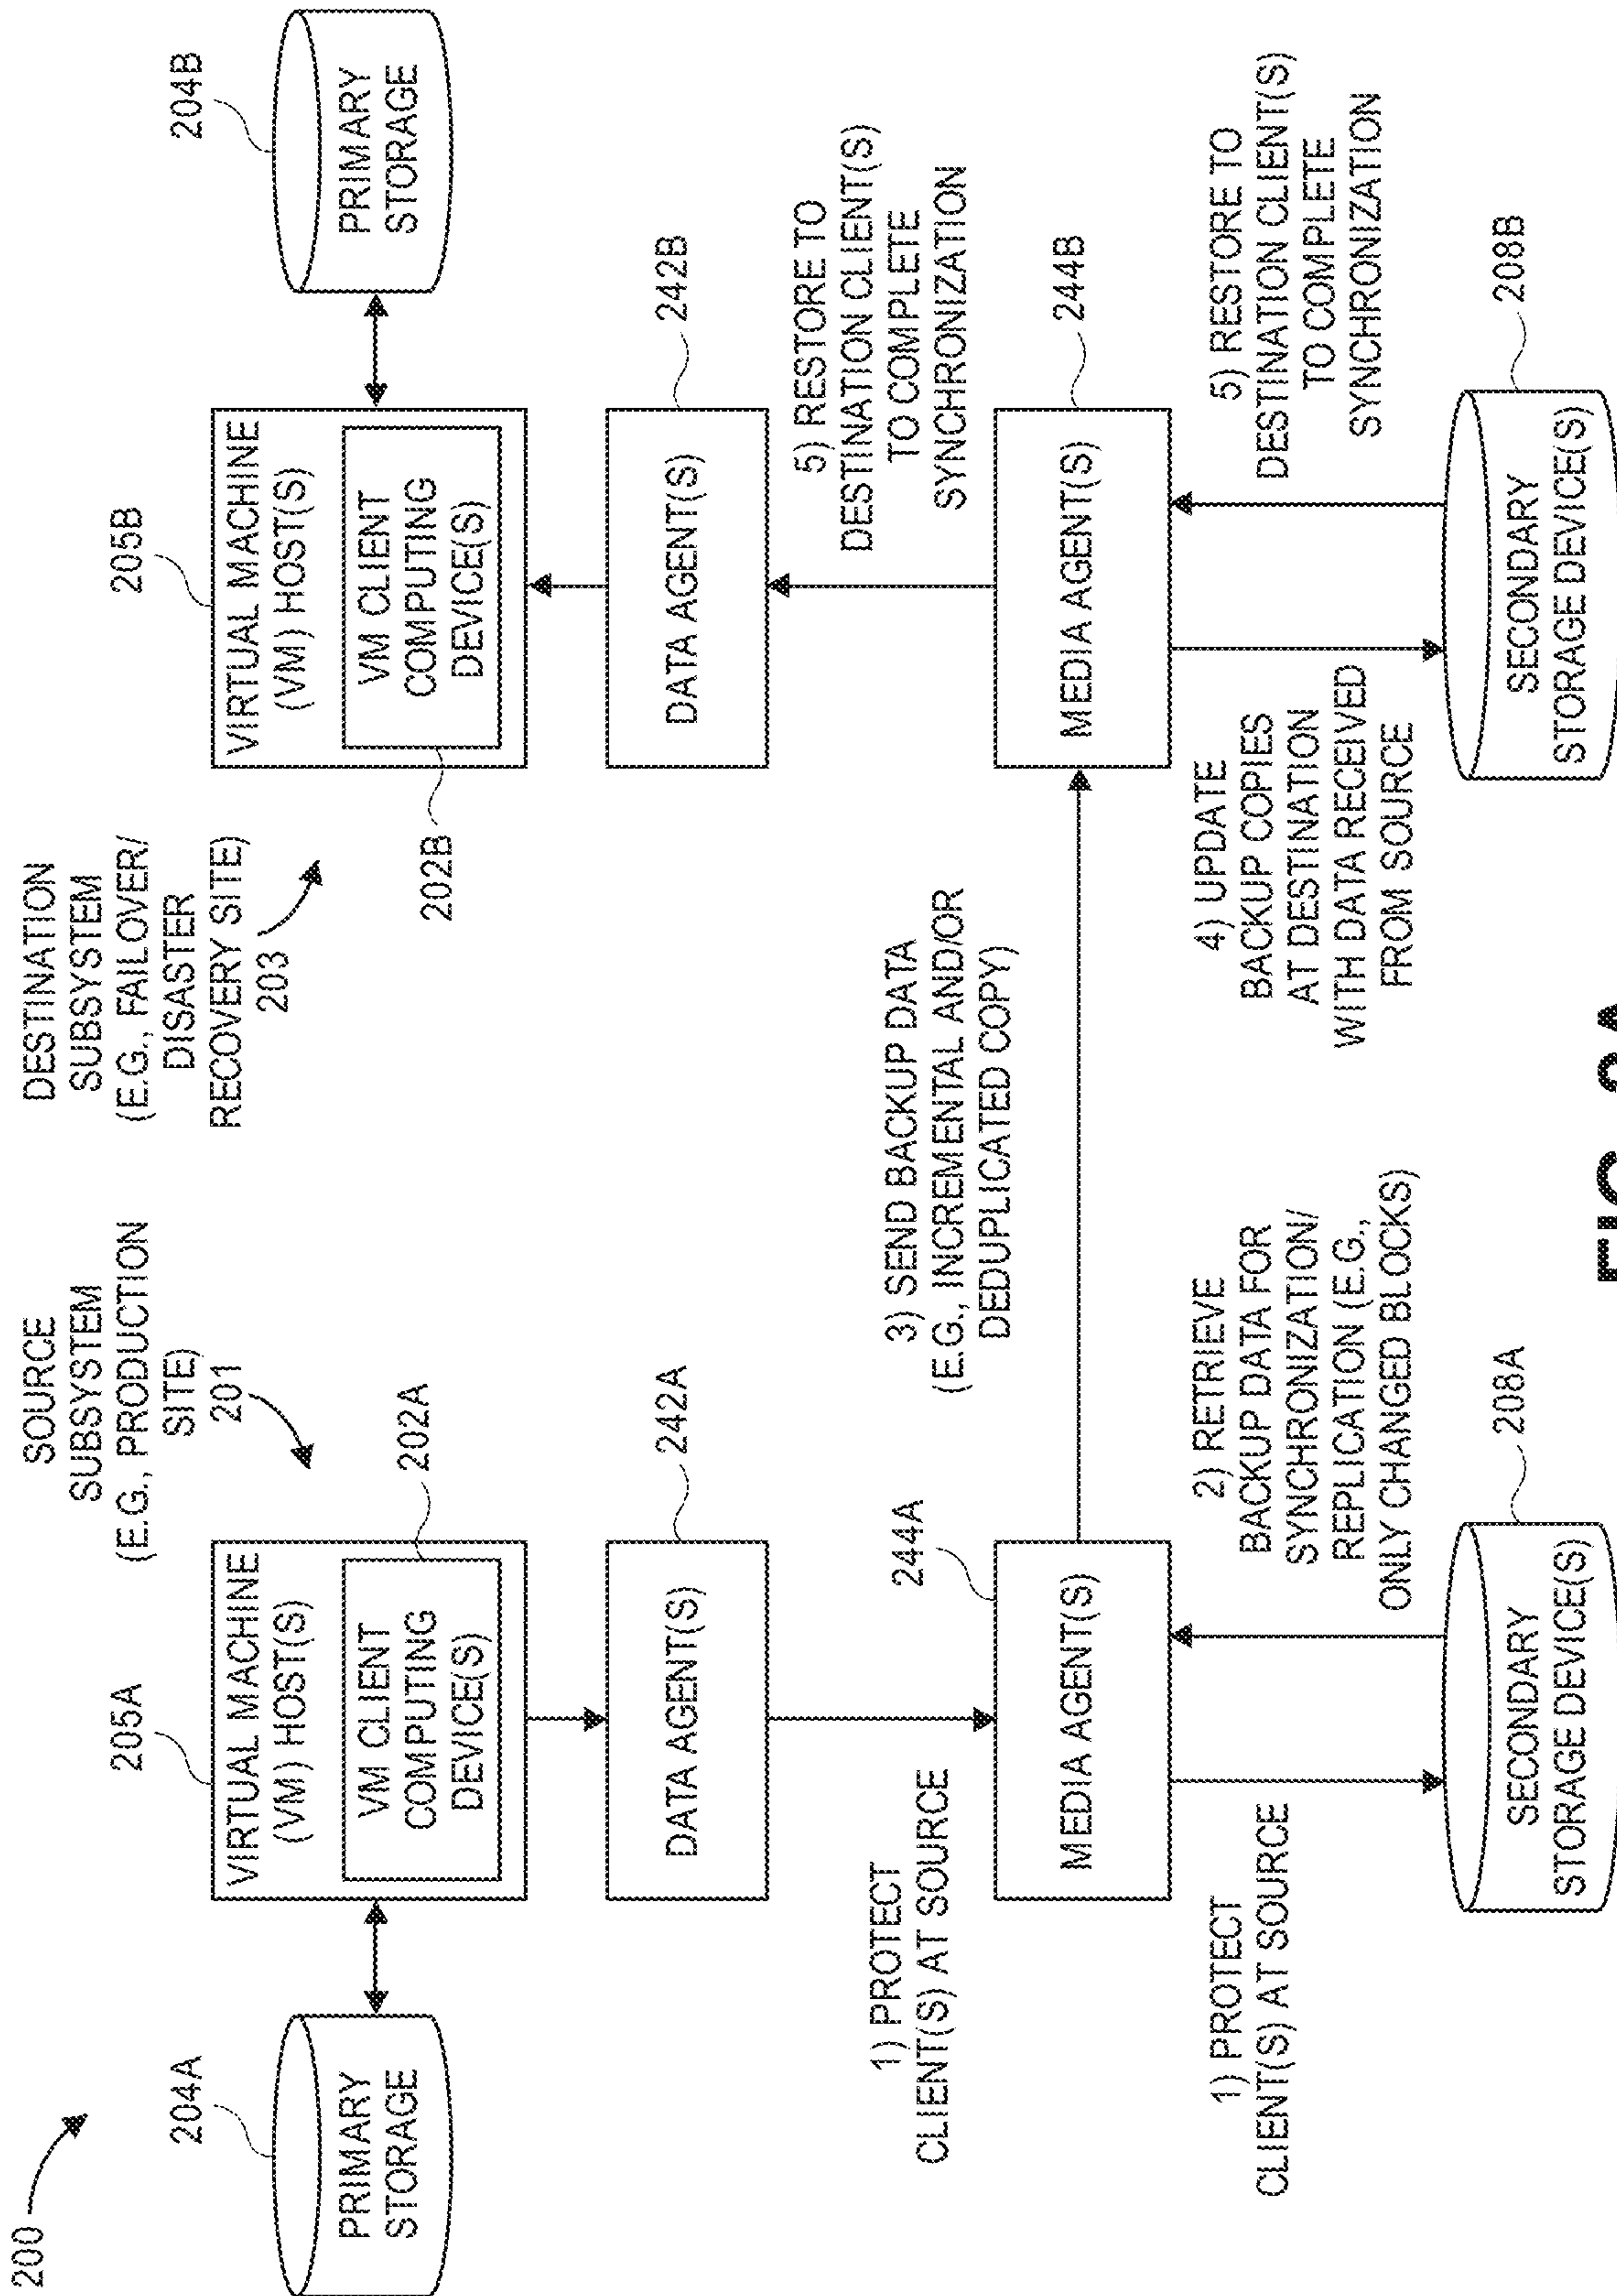 200
SOURCE
SUBSYSTEM
(E.G., PRODUCTION
SITE)
201
DESTINATION
SUBSYSTEM
(E.G., FAILOVER/
DISASTER
RECOVERY SITE)
203
204A
PRIMARY
STORAGE
205A
VIRTUAL MACHINE
(VM) HOST(S)
VM CLIENT
COMPUTING
DEVICE(S)
202A
205B
VIRTUAL MACHINE
(VM) HOST(S)
VM CLIENT
COMPUTING
DEVICE(S)
202B
204B
PRIMARY
STORAGE
DATA AGENT(S)
242A
DATA AGENT(S)
242B
1) PROTECT
CLIENT(S) AT SOURCE
3) SEND BACKUP DATA
(E.G., INCREMENTAL AND/OR
DEDUPLICATED COPY)
5) RESTORE TO
DESTINATION CLIENT(S)
TO COMPLETE
SYNCHRONIZATION
244A
MEDIA AGENT(S)
MEDIA AGENT(S)
244B
1) PROTECT
CLIENT(S) AT SOURCE
2) RETRIEVE
BACKUP DATA FOR
SYNCHRONIZATION/
REPLICATION (E.G.,
ONLY CHANGED BLOCKS)
4) UPDATE
BACKUP COPIES
AT DESTINATION
WITH DATA RECEIVED
FROM SOURCE
5) RESTORE TO
DESTINATION CLIENT(S)
TO COMPLETE
SYNCHRONIZATION
SECONDARY
STORAGE DEVICE(S)
208A
SECONDARY
STORAGE DEVICE(S)
208B